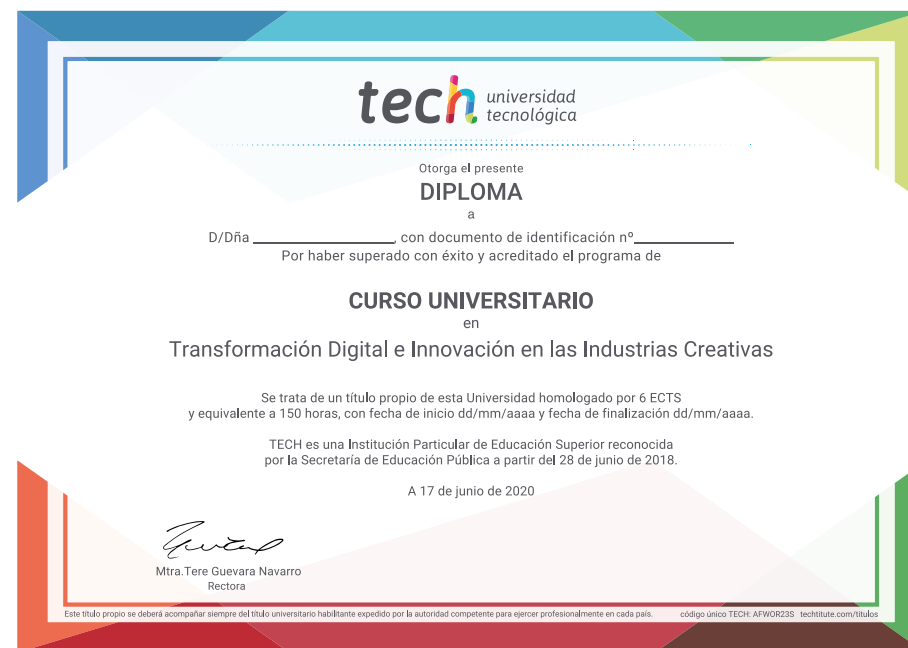 tech universidad
tecnológica
Otorga el presente
DIPLOMA
a
D/Dña ____________, con documento de identificación nº____________
Por haber superado con éxito y acreditado el programa de
CURSO UNIVERSITARIO
en
Transformación Digital e Innovación en las Industrias Creativas
Se trata de un título propio de esta Universidad homologado por 6 ECTS
y equivalente a 150 horas, con fecha de inicio dd/mm/aaaa y fecha de finalización dd/mm/aaaa.
TECH es una Institución Particular de Educación Superior reconocida
por la Secretaría de Educación Pública a partir del 28 de junio de 2018.
A 17 de junio de 2020
Mtra.Tere Guevara Navarro
Rectora
Este título propio se deberá acompañar siempre del título universitario habilitante expedido por la autoridad competente para ejercer profesionalmente en cada país. código único TECH: AFWOR23S techtitute.com/titulos